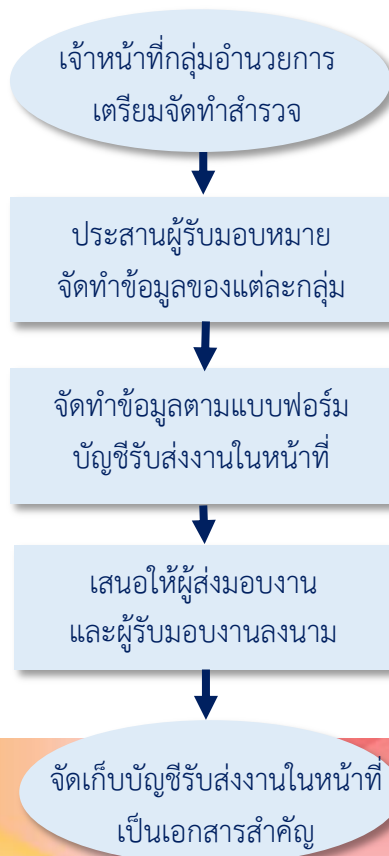 เจ้าหน้าที่กลุ่มอำนวยการ
เตรียมจัดทำสำรวจ
ประสานผู้รับมอบหมาย
จัดทำข้อมูลของแต่ละกลุ่ม
จัดทำข้อมูลตามแบบฟอร์ม
บัญชีรับส่งงานในหน้าที่
เสนอให้ผู้ส่งมอบงาน
และผู้รับมอบงานลงนาม
จัดเก็บบัญชีรับส่งงานในหน้าที่
เป็นเอกสารสำคัญ